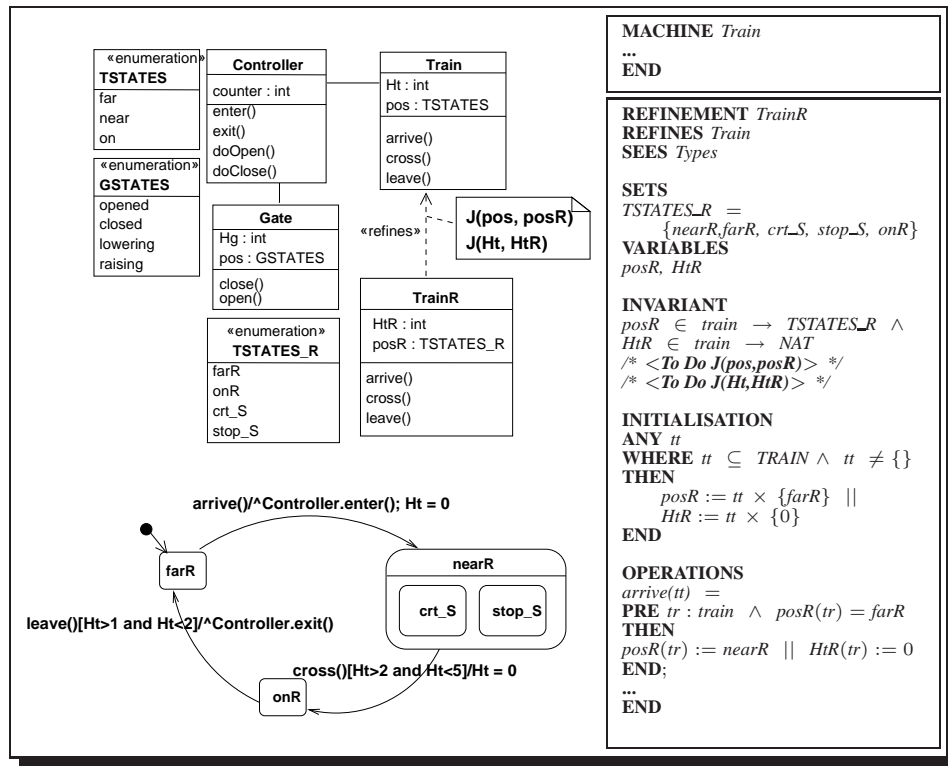 «enumeration»
TSTATES
far
near
on
«enumeration»
GSTATES
opened
closed
lowering
raising
Controller
counter : int
enter()
exit()
doOpen()
doClose()
Gate
Hg : int
pos : GSTATES
close()
open()
«enumeration»
TSTATES_R
farR
onR
crt_S
stop_S
Train
Ht : int
pos : TSTATES
arrive()
cross()
leave()
«refines»
J(pos, posR)
J(Ht, HtR)
TrainR
HtR : int
posR : TSTATES_R
arrive()
cross()
leave()
arrive()/^Controller.enter(); Ht = 0
farR
nearR
crt_S
stop_S
leave()[Ht>1 and Ht<2]/^Controller.exit()
cross()[Ht>2 and Ht<5]/Ht = 0
onR
MACHINE Train
...
END
REFINEMENT TrainR
REFINES Train
SEES Types
SETS
TSTATES_R =
{nearR,farR, crt_S, stop_S, onR}
VARIABLES
posR, HtR
INVARIANT
posR ∈ train → TSTATES_R ∧
HtR ∈ train → NAT
/* <To Do J(pos,posR)> */
/* <To Do J(Ht,HtR)> */
INITIALISATION
ANY tt
WHERE tt ⊆ TRAIN ∧ tt ≠ {}
THEN
posR := tt × {farR} ||
HtR := tt × {0}
END
OPERATIONS
arrive(tt) =
PRE tr : train ∧ posR(tr) = farR
THEN
posR(tr) := nearR || HtR(tr) := 0
END;
...
END